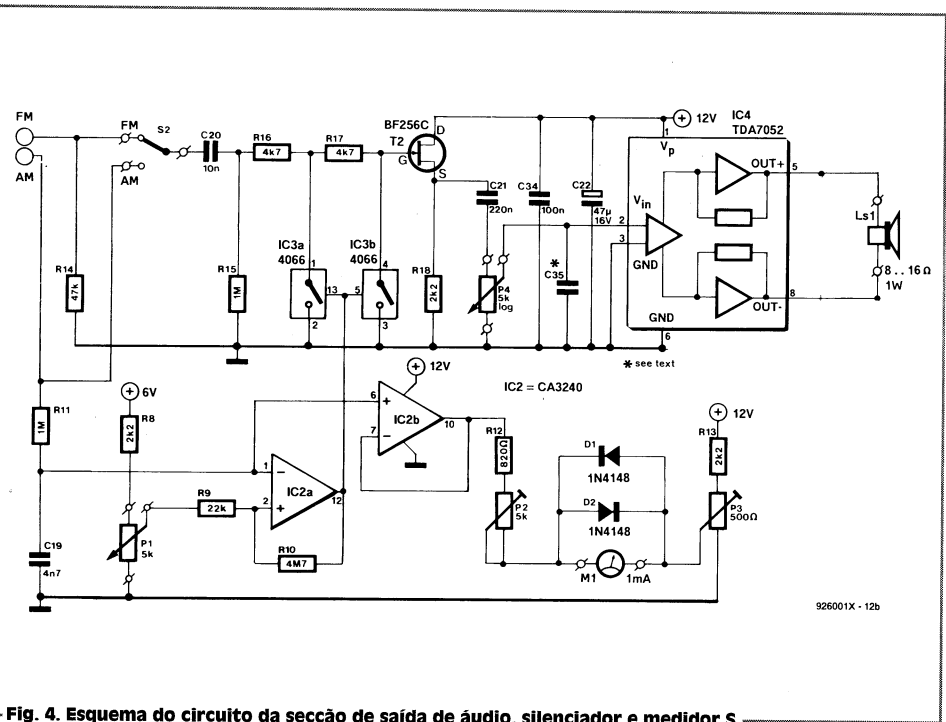 FM
AM
FM
S2
AM
C20
10n
R16
4k7
R17
4k7
BF256C
T2
D
G
S
R14
47k
R15
1M
IC3a
4066
1
13
2
IC3b
4066
4
5
3
R18
2k2
C21
220n
P4
5k
log
C34
100n
C22
47µ
16V
*
C35
12V
IC4
TDA7052
1
Vp
Vin
2
3
GND
OUT+
5
OUT-
8
GND
6
Ls1
8 .. 16 Ω
1W
* see text
R11
1M
C19
4n7
6V
R8
2k2
P1
5k
R9
22k
1
2
IC2a
12
R10
4M7
12V
6
7
IC2b
10
IC2 = CA3240
R12
820Ω
P2
5k
D1
1N4148
D2
1N4148
M1
1mA
12V
R13
2k2
P3
500Ω
926001X - 12b
Fig. 4. Esquema do circuito da secção de saída de áudio, silenciador e medidor S.